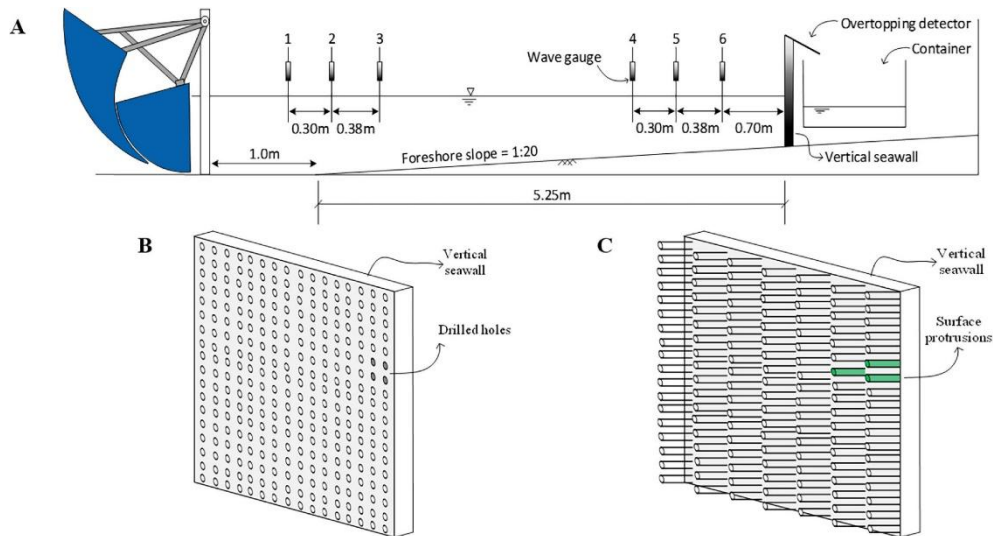 A
1 2 3
4 5 6
Wave gauge
Overtopping detector
Container
0.30m 0.38m
0.30m 0.38m 0.70m
1.0m
Foreshore slope = 1:20
Vertical seawall
5.25m
B
Vertical
seawall
Drilled holes
C
Vertical
seawall
Surface
protrusions